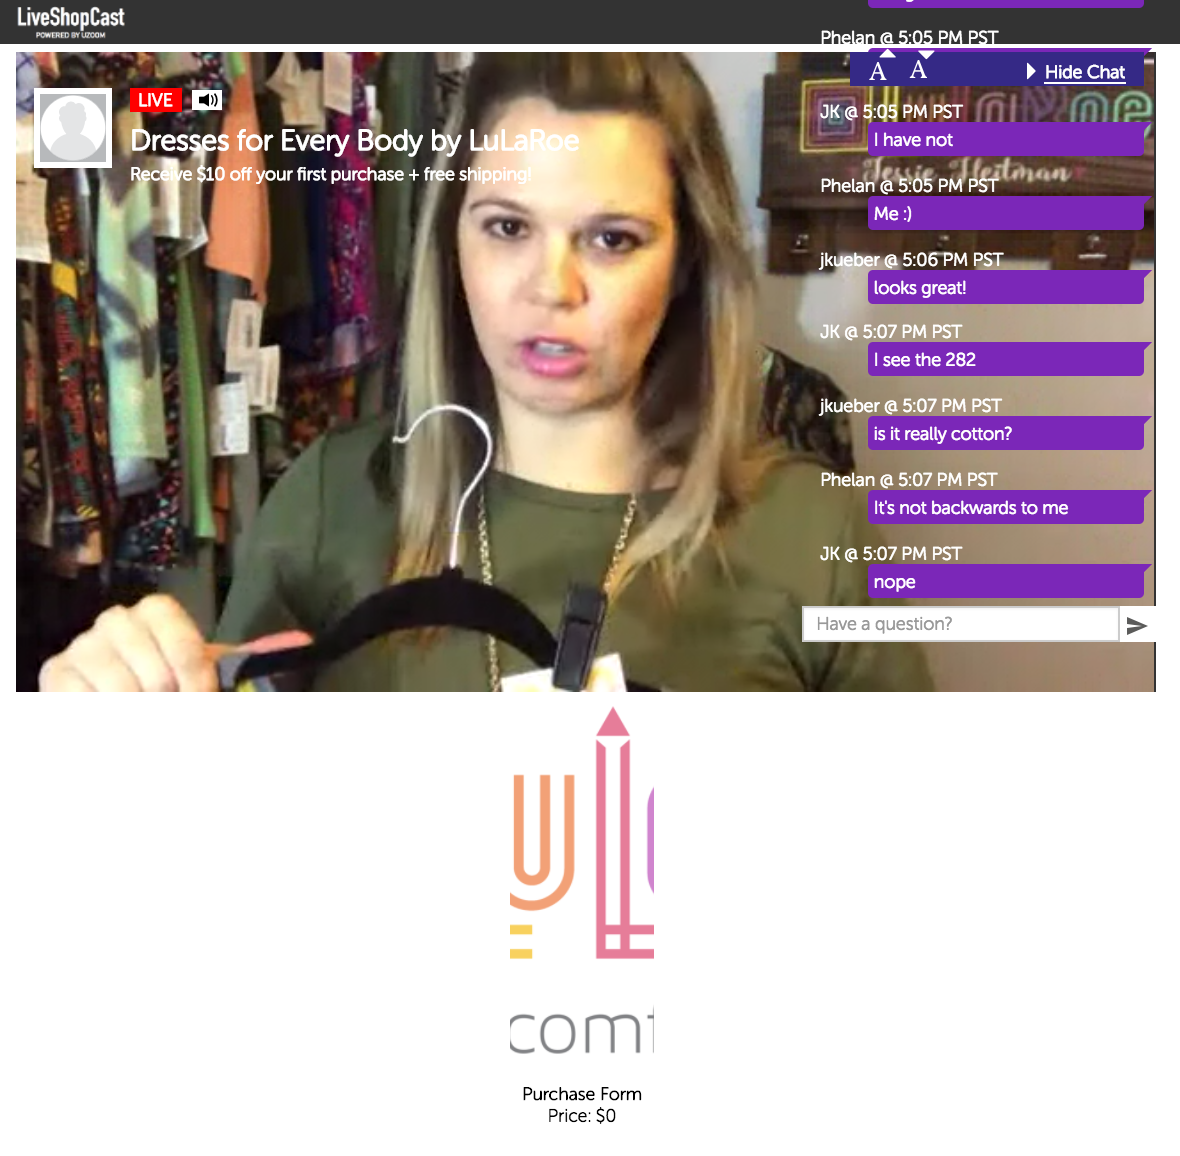 LiveShopCast
POWERED BY UZOOM
LIVE
Dresses for Every Body by LuLaRoe
Receive $10 off your first purchase + free shipping!
Phelan @ 5:05 PM PST
A A Hide Chat
JK @ 5:05 PM PST
I have not
Jessie Heitman
Phelan @ 5:05 PM PST
Me :)
jkueber @ 5:06 PM PST
looks great!
JK @ 5:07 PM PST
I see the 282
jkueber @ 5:07 PM PST
is it really cotton?
Phelan @ 5:07 PM PST
It's not backwards to me
JK @ 5:07 PM PST
nope
Have a question?
Purchase Form
Price: $0